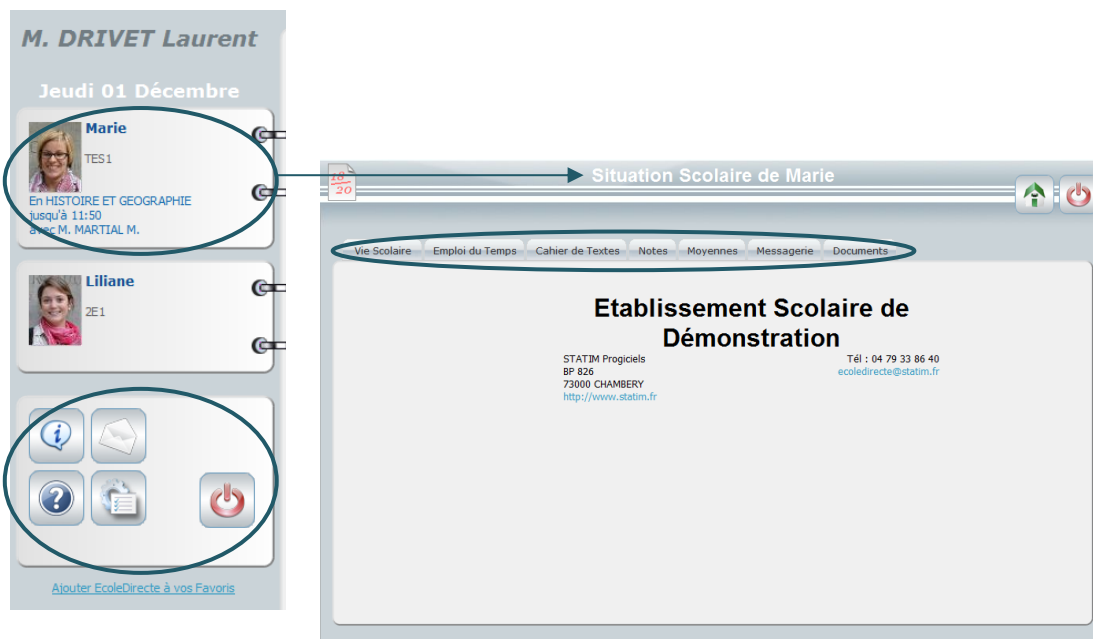 M. DRIVET Laurent
Jeudi 01 Décembre
Marie
TES1
En HISTOIRE ET GEOGRAPHIE
jusqu'à 11:50
avec M. MARTIAL M.
Liliane
2E1
Ajouter EcoleDirecte à vos Favoris
18
20
Situation Scolaire de Marie
Vie Scolaire Emploi du Temps Cahier de Textes Notes Moyennes Messagerie Documents
Etablissement Scolaire de
Démonstration
STATIM Progiciels Tél : 04 79 33 86 40
BP 826 ecoledirecte@statim.fr
73000 CHAMBERY
http://www.statim.fr